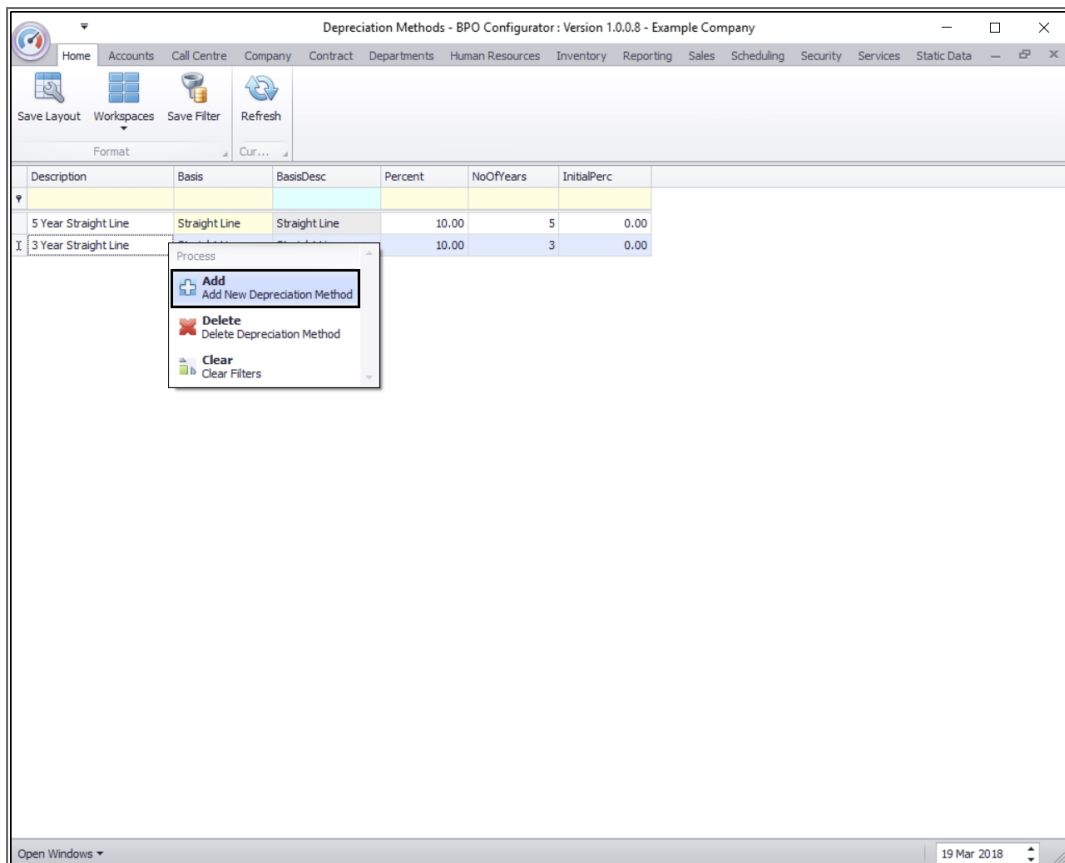 Depreciation Methods - BPO Configurator : Version 1.0.0.8 - Example Company
Home Accounts Call Centre Company Contract Departments Human Resources Inventory Reporting Sales Scheduling Security Services Static Data
Save Layout Workspaces Save Filter Refresh
Format Cur...
Description Basis BasisDesc Percent NoOfYears InitialPerc
5 Year Straight Line Straight Line Straight Line 10.00 5 0.00
3 Year Straight Line 10.00 3 0.00
Process
Add
Add New Depreciation Method
Delete
Delete Depreciation Method
Clear
Clear Filters
Open Windows 19 Mar 2018